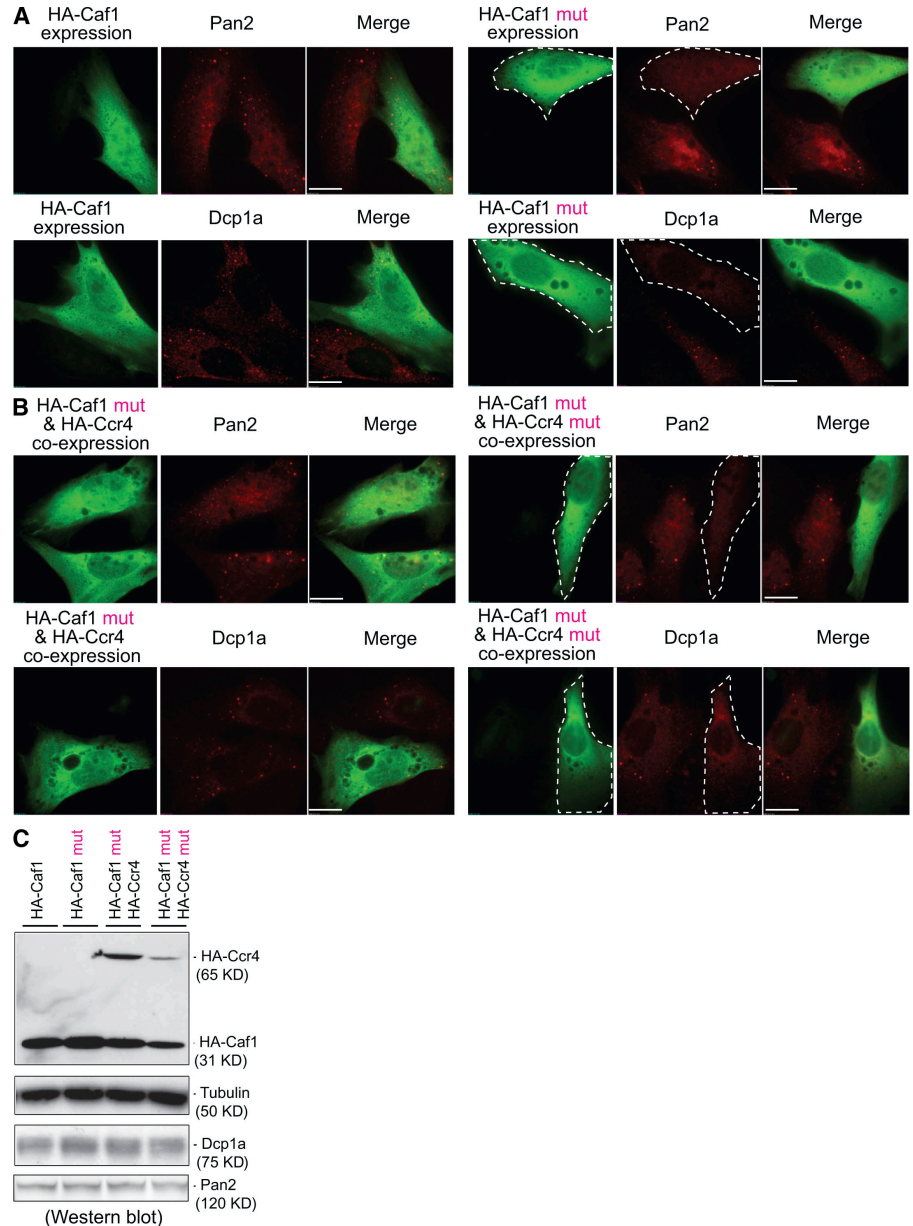 A
HA-Caf1
expression
Pan2
Merge
HA-Caf1 mut
expression
Pan2
Merge
HA-Caf1
expression
Dcp1a
Merge
HA-Caf1 mut
expression
Dcp1a
Merge
B
HA-Caf1 mut
& HA-Ccr4
co-expression
Pan2
Merge
HA-Caf1 mut
& HA-Ccr4 mut
co-expression
Pan2
Merge
HA-Caf1 mut
& HA-Ccr4
co-expression
Dcp1a
Merge
HA-Caf1 mut
& HA-Ccr4 mut
co-expression
Dcp1a
Merge
C
HA-Caf1
HA-Caf1 mut
HA-Caf1 mut
HA-Ccr4
HA-Caf1 mut
HA-Ccr4 mut
- HA-Ccr4
(65 KD)
- HA-Caf1
(31 KD)
- Tubulin
(50 KD)
- Dcp1a
(75 KD)
- Pan2
(120 KD)
(Western blot)